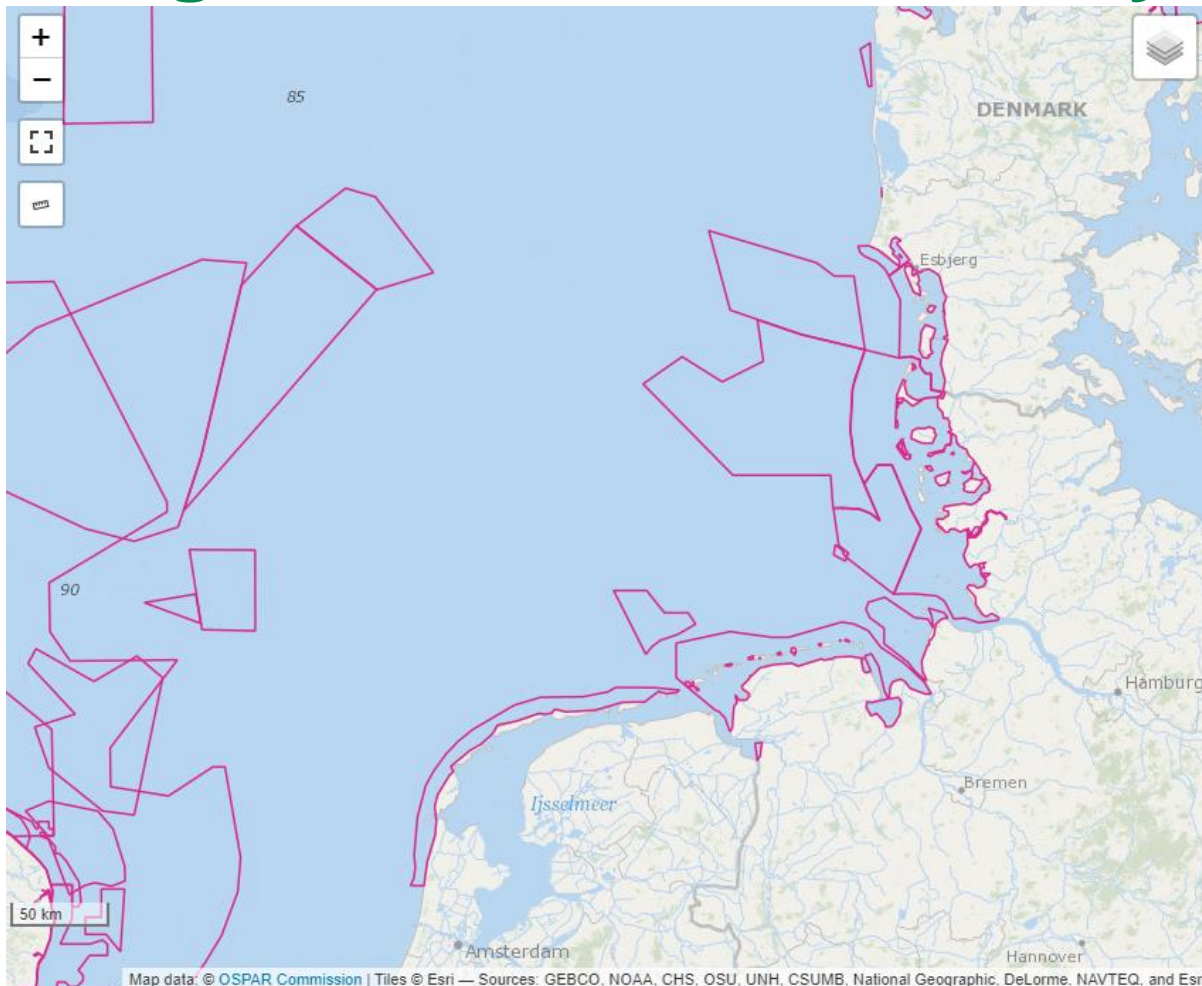 +
85
DENMARK
−
Esbjerg
90
Hamburg
Bremen
Ijsselmeer
50 km
Amsterdam
Hannover
Map data: © OSPAR Commission | Tiles © Esri — Sources: GEBCO, NOAA, CHS, OSU, UNH, CSUMB, National Geographic, DeLorme, NAVTEQ, and Esr